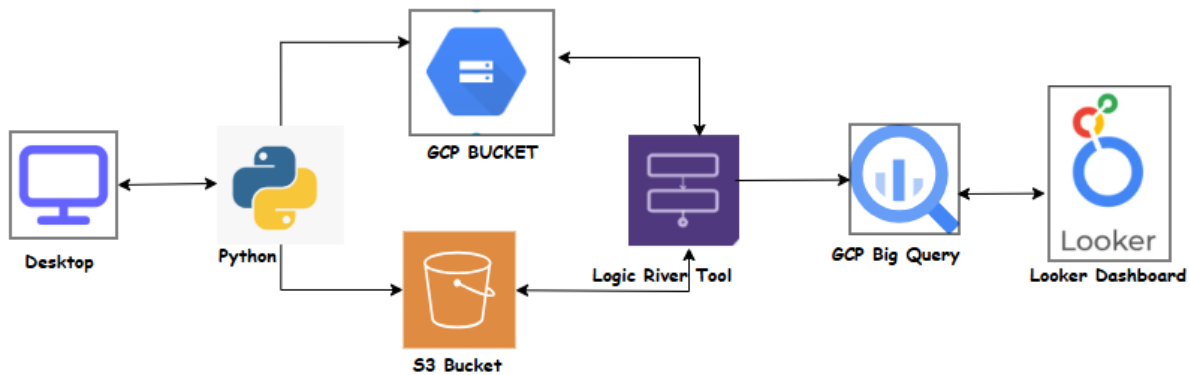 GCP BUCKET
Desktop
Python
S3 Bucket
Logic River Tool
GCP Big Query
Looker
Looker Dashboard